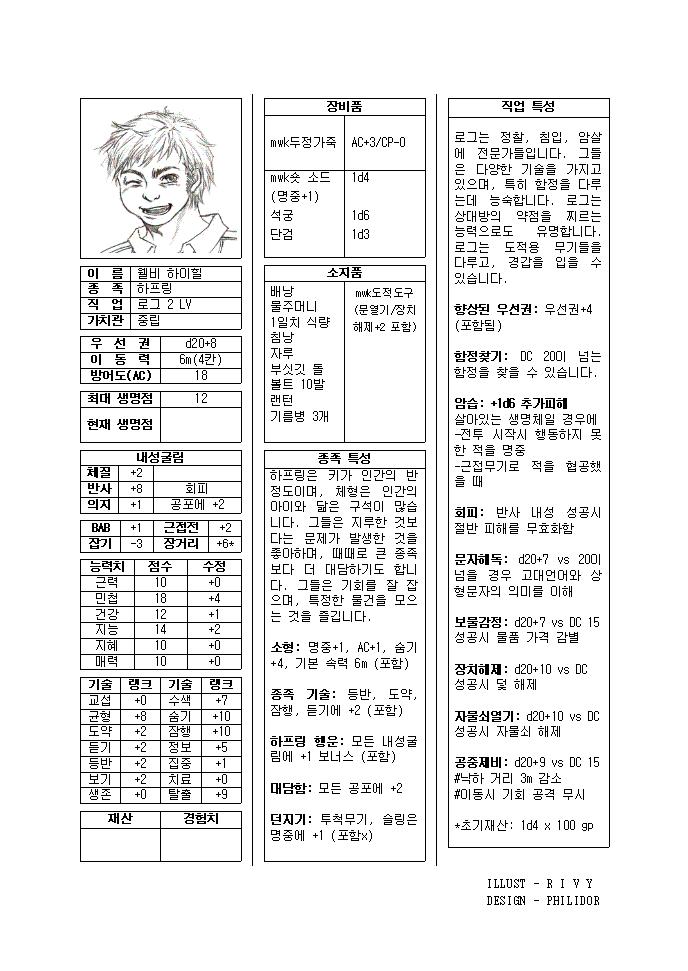 이 름 웰비 하이힐
종 족 하프링
직 업 로그 2 LV
가치관 중립
우 선 권 d20+8
이 동 력 6m(4칸)
방어도(AC) 18
최대 생명점 12
현재 생명점
내성굴림
체질 +2
반사 +8 회피
의지 +1 공포에 +2
BAB +1 근접전 +2
잡기 -3 장거리 +6*
능력치 점수 수정
근력 10 +0
민첩 18 +4
건강 12 +1
지능 14 +2
지혜 10 +0
매력 10 +0
기술 랭크 기술 랭크
교섭 +0 수색 +7
균형 +8 숨기 +10
도약 +2 잠행 +10
듣기 +2 정보 +5
등반 +2 집중 +1
보기 +2 치료 +0
생존 +0 탈출 +9
재산 경험치
장비품
mwk두정가죽 AC+3/CP-0
mwk숏 소드 1d4
(명중+1)
석궁 1d6
단검 1d3
소지품
배낭
물주머니
1일치 식량
침낭
자루
부싯깃 돌
볼트 10발
랜턴
기름병 3개
mwk도적도구
(문열기/장치
해제+2 포함)
종족 특성
하프링은 키가 인간의 반
정도이며, 체형은 인간의
아이와 닮은 구석이 많습
니다. 그들은 지루한 것보
다는 문제가 발생한 것을
좋아하며, 때때로 큰 종족
보다 더 대담하기도 합니
다. 그들은 기회를 잘 잡
으며, 특정한 물건을 모으
는 것을 즐깁니다.
소형: 명중+1, AC+1, 숨기
+4, 기본 속력 6m (포함)
종족 기술: 등반, 도약,
잠행, 듣기에 +2 (포함)
하프링 행운: 모든 내성굴
림에 +1 보너스 (포함)
대담함: 모든 공포에 +2
던지기: 투척무기, 슬링은
명중에 +1 (포함x)
직업 특성
로그는 정찰, 침입, 암살
에 전문가들입니다. 그들
은 다양한 기술을 가지고
있으며, 특히 함정을 다루
는데 능숙합니다. 로그는
상대방의 약점을 찌르는
능력으로도 유명합니다.
로그는 도적용 무기들을
다루고, 경갑을 입을 수
있습니다.
향상된 우선권: 우선권+4
(포함됨)
함정찾기: DC 20이 넘는
함정을 찾을 수 있습니다.
암습: +1d6 추가피해
살아있는 생명체일 경우에
-전투 시작시 행동하지 못
한 적을 명중
-근접무기로 적을 협공했
을 때
회피: 반사 내성 성공시
절반 피해를 무효화함
문자해독: d20+7 vs 20이
넘을 경우 고대언어와 상
형문자의 의미를 이해
보물감정: d20+7 vs DC 15
성공시 물품 가격 감별
장치해제: d20+10 vs DC
성공시 덫 해제
자물쇠열기: d20+10 vs DC
성공시 자물쇠 해제
공중제비: d20+9 vs DC 15
#낙하 거리 3m 감소
#이동시 기회 공격 무시
*초기재산: 1d4 x 100 gp
ILLUST - R I V Y
DESIGN - PHILIDOR